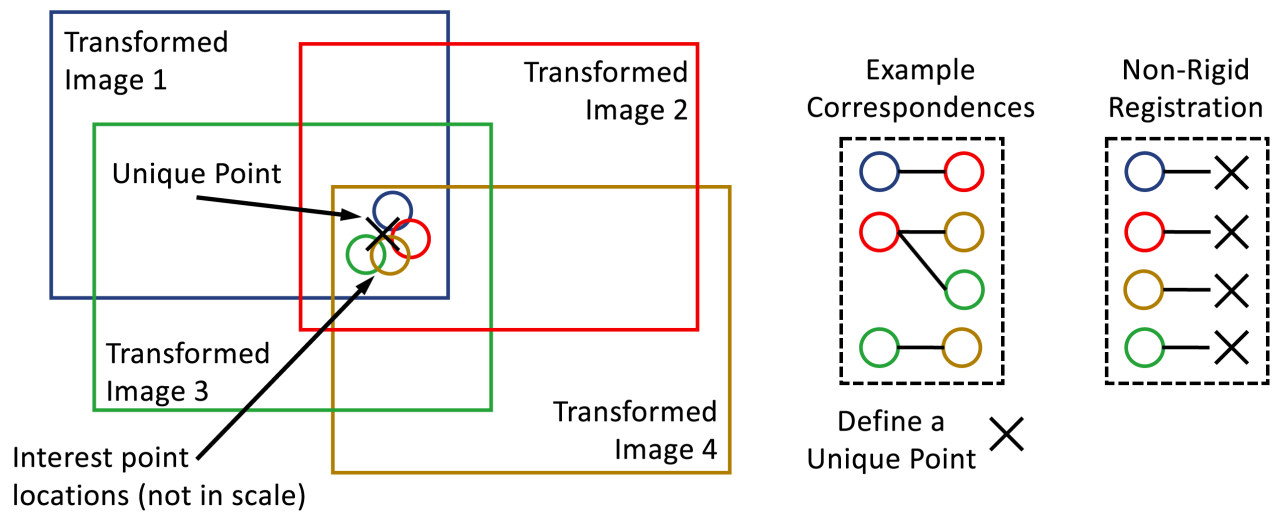 Transformed
Image 1
Transformed
Image 2
Unique Point
Transformed
Image 3
Transformed
Image 4
Interest point
locations (not in scale)
Example
Correspondences
Define a
Unique Point
Non-Rigid
Registration